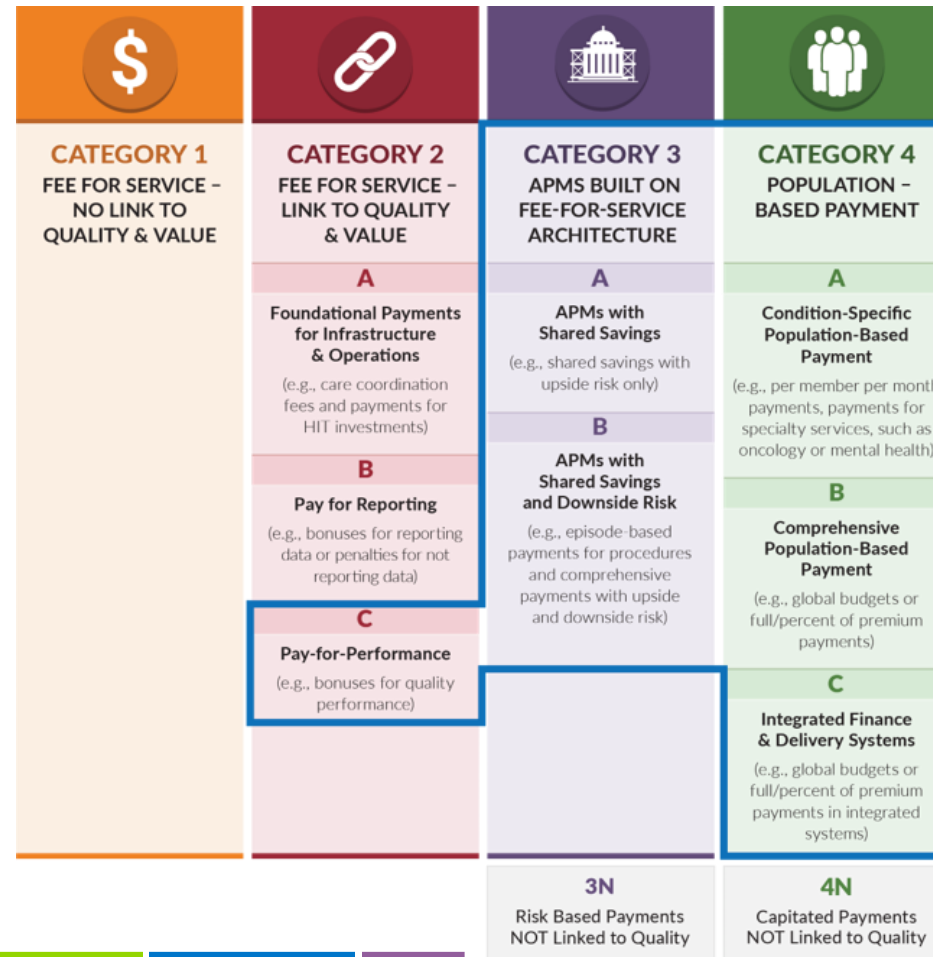 $
CATEGORY 1
FEE FOR SERVICE –
NO LINK TO
QUALITY & VALUE
CATEGORY 2
FEE FOR SERVICE –
LINK TO QUALITY
& VALUE
A
Foundational Payments
for Infrastructure
& Operations
(e.g., care coordination
fees and payments for
HIT investments)
B
Pay for Reporting
(e.g., bonuses for reporting
data or penalties for not
reporting data)
C
Pay-for-Performance
(e.g., bonuses for quality
performance)
CATEGORY 3
APMS BUILT ON
FEE-FOR-SERVICE
ARCHITECTURE
A
APMs with
Shared Savings
(e.g., shared savings with
upside risk only)
B
APMs with
Shared Savings
and Downside Risk
(e.g., episode-based
payments for procedures
and comprehensive
payments with upside
and downside risk)
3N
Risk Based Payments
NOT Linked to Quality
CATEGORY 4
POPULATION –
BASED PAYMENT
A
Condition-Specific
Population-Based
Payment
(e.g., per member per month
payments, payments for
specialty services, such as
oncology or mental health)
B
Comprehensive
Population-Based
Payment
(e.g., global budgets or
full/percent of premium
payments)
C
Integrated Finance
& Delivery Systems
(e.g., global budgets or
full/percent of premium
payments in integrated
systems)
4N
Capitated Payments
NOT Linked to Quality